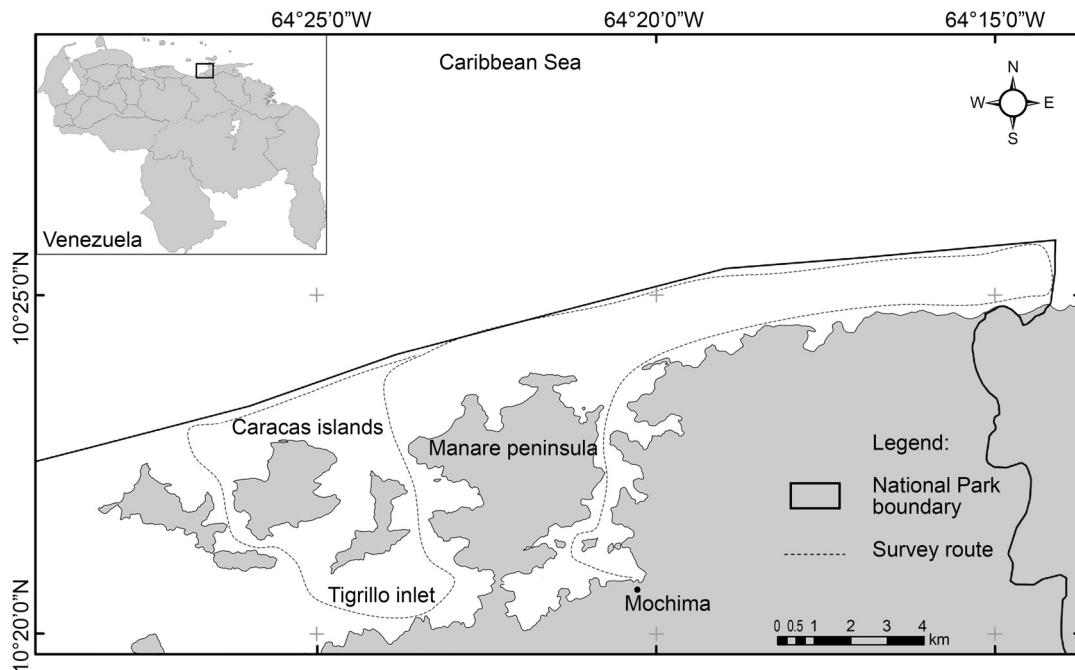 64°25'0”W 64°20'0”W 64°15'0”W
Caribbean Sea
N
W E
S
Venezuela
10°25'0”N
Caracas islands
Manare peninsula
Legend:
National Park
boundary
Survey route
Tigrillo inlet
Mochima
10°20'0”N
0 0.5 1 2 3 4
km